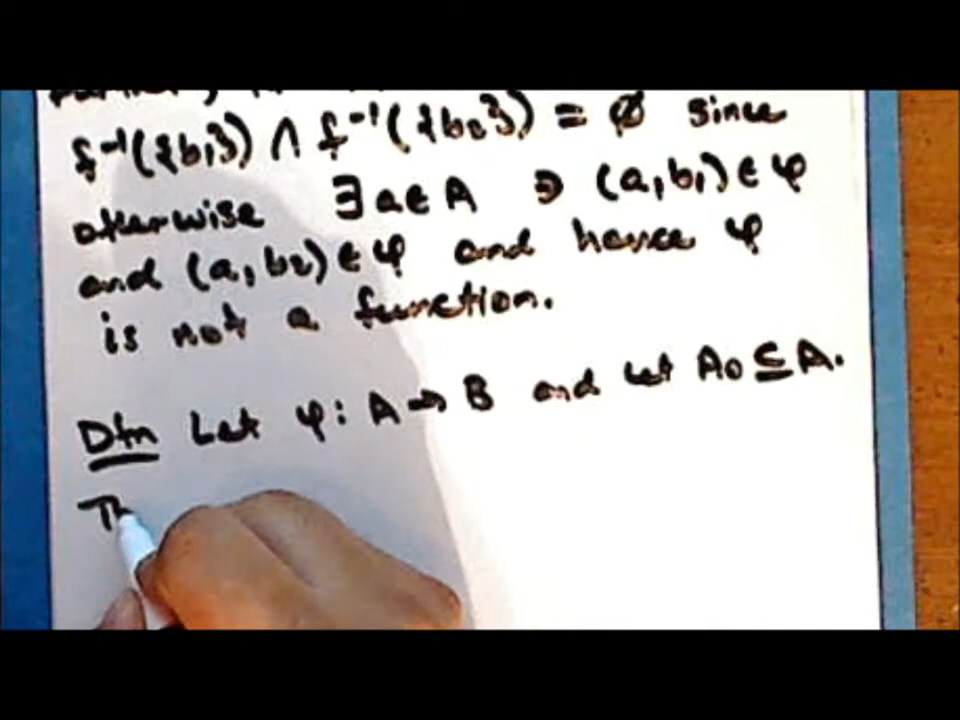 f⁻¹({b₁}) ∩ f⁻¹({b₂}) = ∅ since
otherwise ∃ a ∈ A ∋ (a, b₁) ∈ φ
and (a, b₂) ∈ φ and hence φ
is not a function.
Dfn Let φ : A → B and let A₀ ⊆ A.
Th